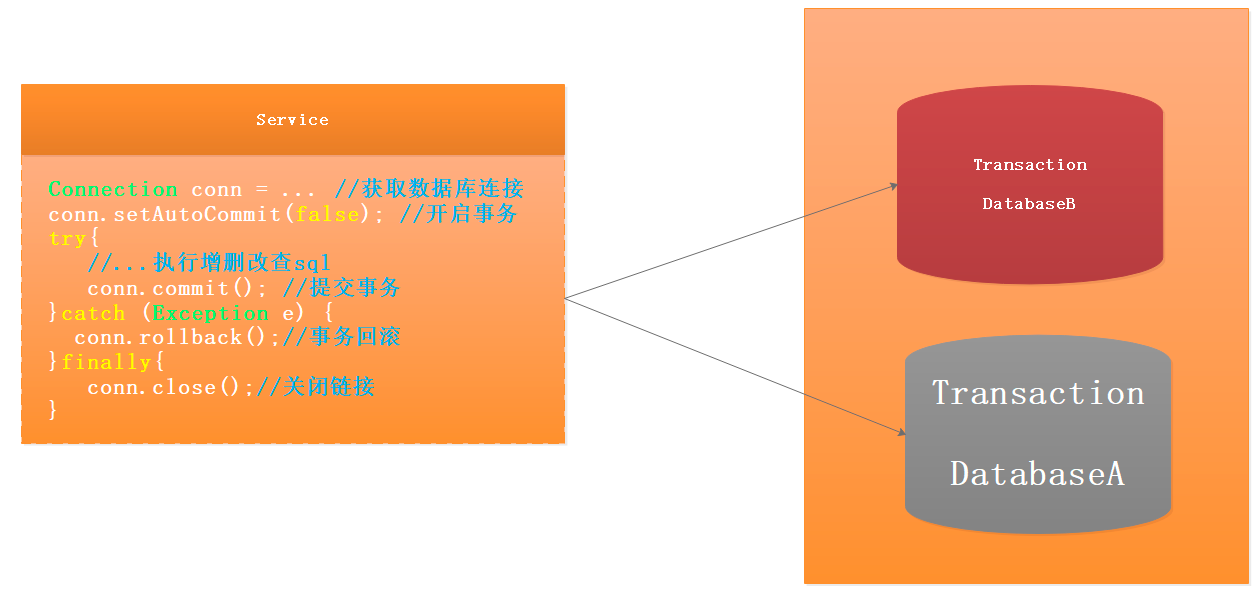 Service
Connection conn = ... //获取数据库连接
conn.setAutoCommit(false); //开启事务
try{
   //...执行增删改查sql
   conn.commit(); //提交事务
}catch (Exception e) {
  conn.rollback();//事务回滚
}finally{
   conn.close();//关闭链接
}
Transaction
DatabaseB
Transaction
DatabaseA